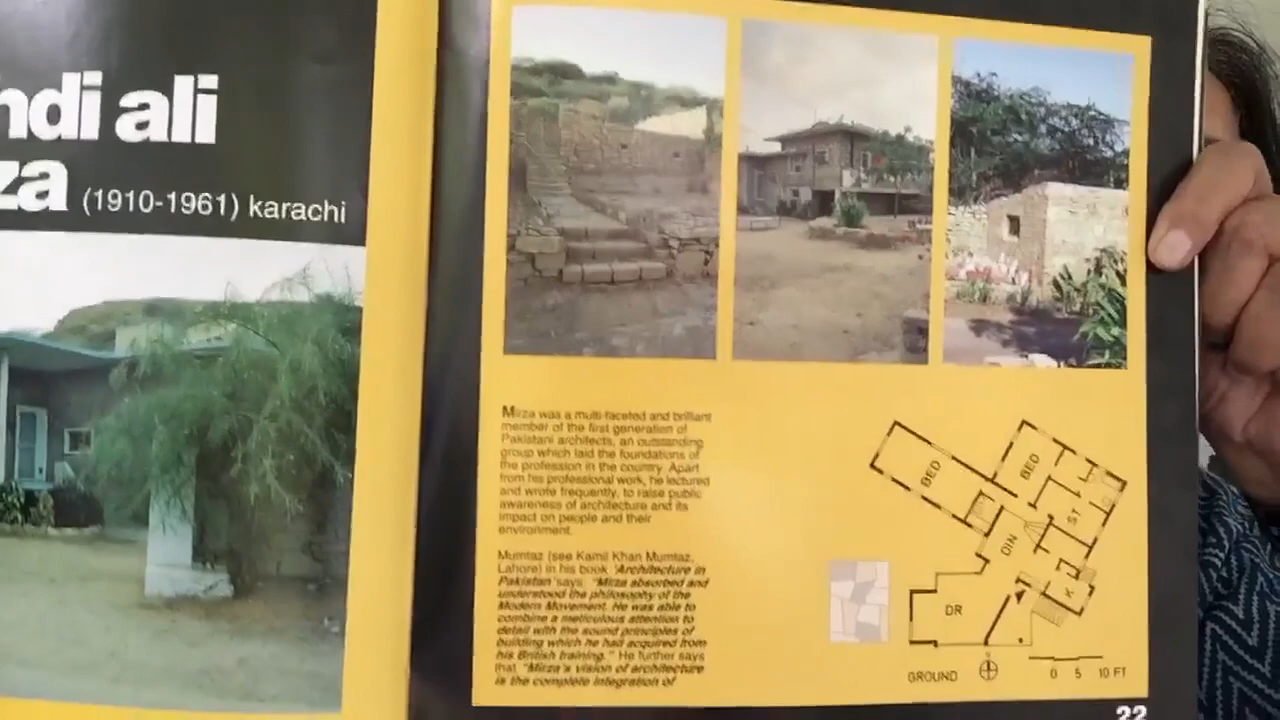 ndi ali
za (1910-1961) karachi
Mirza was a multi-faceted and brilliant
member of the first generation of
Pakistani architects, an outstanding
group which laid the foundations of
the profession in the country. Apart
from his professional work, he lectured
and wrote frequently, to raise public
awareness of architecture and its
impact on people and their
environment.
Mumtaz (see Kamil Khan Mumtaz,
Lahore) in his book 'Architecture in
Pakistan' says: "Mirza absorbed and
understood the philosophy of the
Modern Movement. He was able to
combine a meticulous attention to
detail with the sound principles of
building which he had acquired from
his British training." He further says
that "Mirza's vision of architecture
is the complete integration of
BED
BED
ST
DIN
K
DR
N
GROUND
0 5 10 FT
22